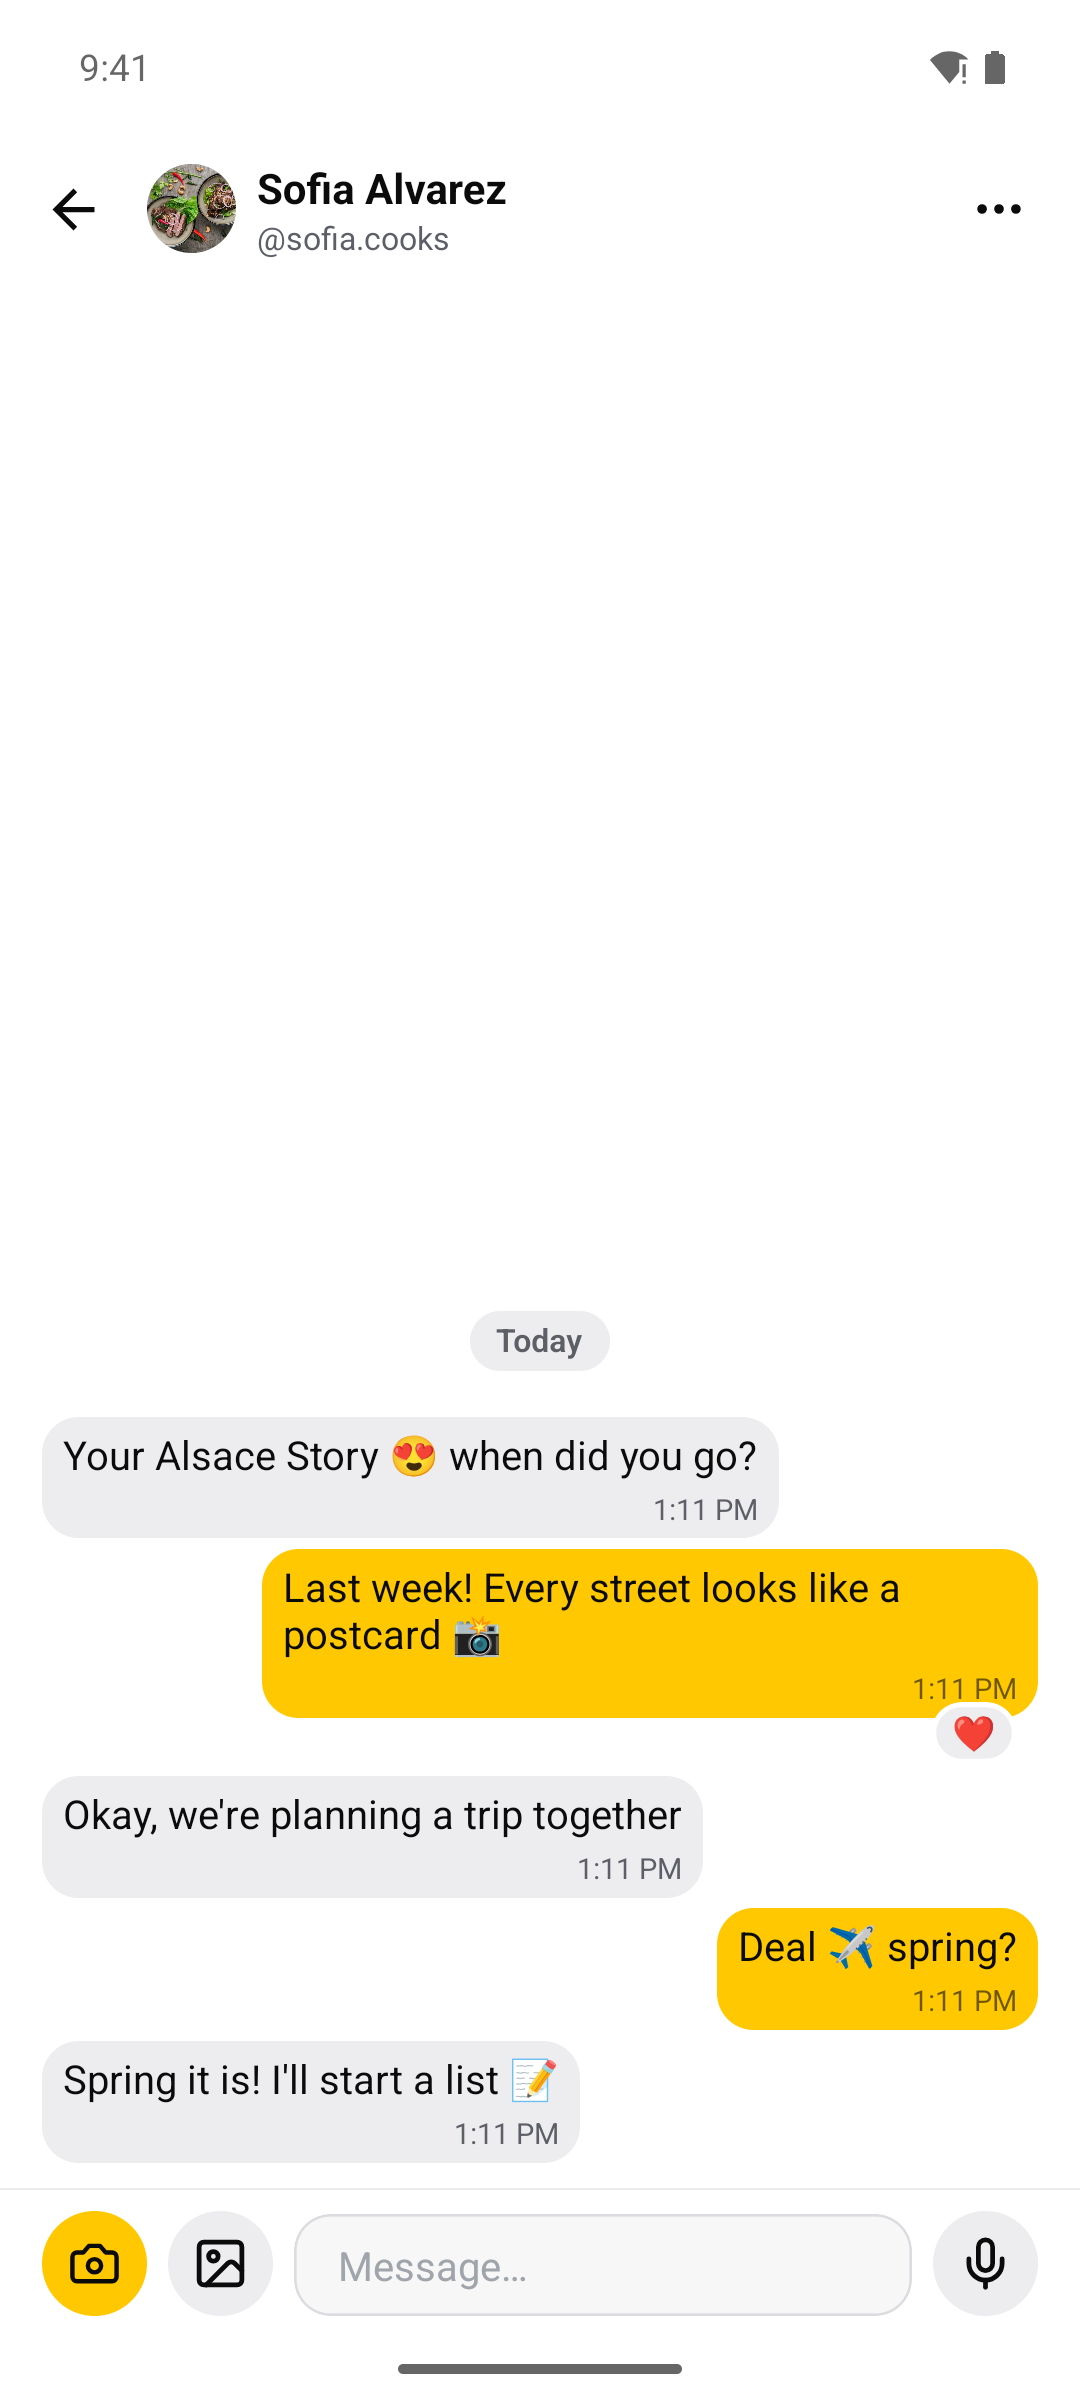 9:41
Sofia Alvarez
@sofia.cooks
Today
Your Alsace Story 😍 when did you go?
1:11 PM
Last week! Every street looks like a
postcard 📸
1:11 PM
❤️
Okay, we're planning a trip together
1:11 PM
Deal ✈️ spring?
1:11 PM
Spring it is! I'll start a list 📝
1:11 PM
Message…